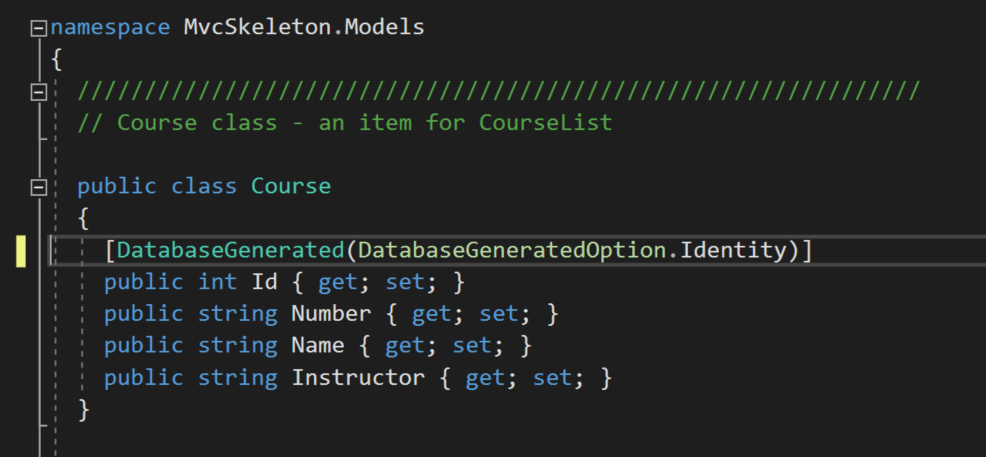 namespace MvcSkeleton.Models
{
///////////////////////////////////////////////////////////////
// Course class - an item for CourseList
public class Course
{
[DatabaseGenerated(DatabaseGeneratedOption.Identity)]
public int Id { get; set; }
public string Number { get; set; }
public string Name { get; set; }
public string Instructor { get; set; }
}